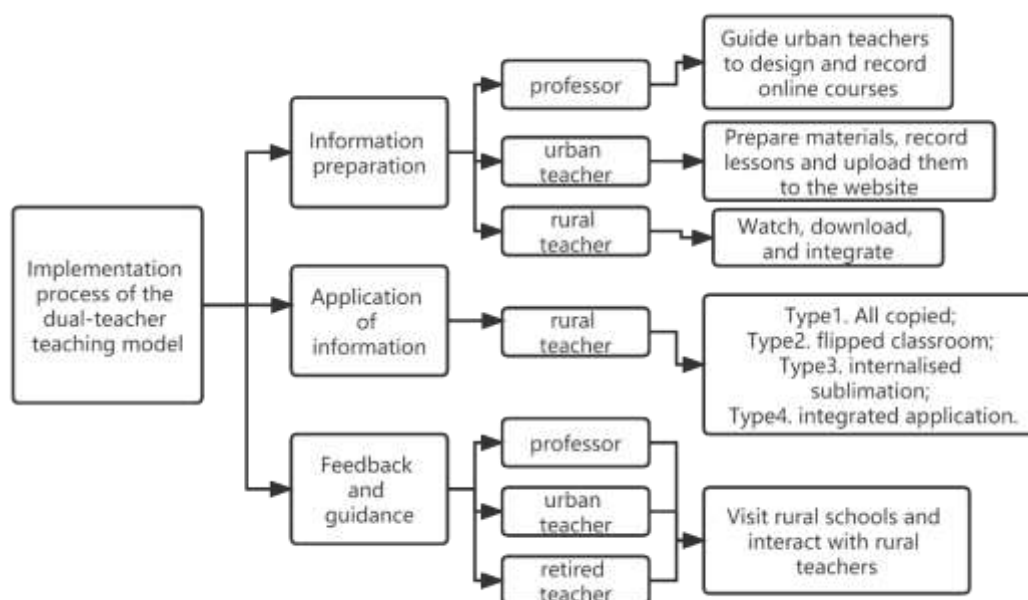 Implementation
process of the
dual-teacher
teaching model
Information
preparation
professor
Guide urban teachers
to design and record
online courses
urban
teacher
Prepare materials, record
lessons and upload them
to the website
rural
teacher
Watch, download,
and integrate
Application
of
information
rural
teacher
Type1. All copied;
Type2. flipped classroom;
Type3. internalised
sublimation;
Type4. integrated application.
Feedback
and
guidance
professor
urban
teacher
retired
teacher
Visit rural schools and
interact with rural
teachers